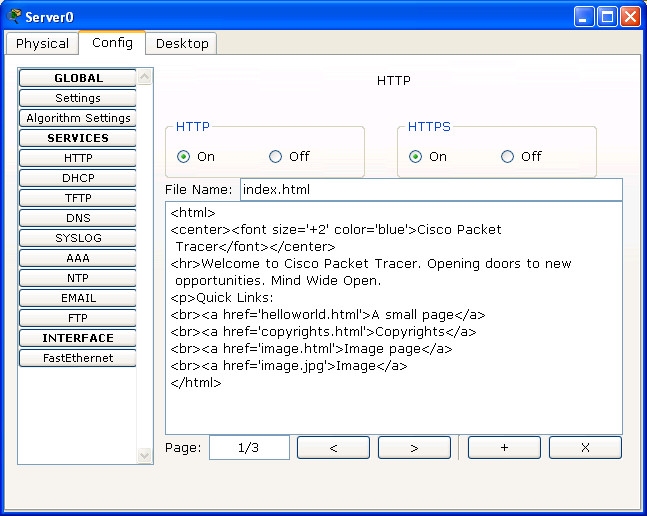 Server0
Physical
Config
Desktop
GLOBAL
Settings
Algorithm Settings
SERVICES
HTTP
DHCP
TFTP
DNS
SYSLOG
AAA
NTP
EMAIL
FTP
INTERFACE
FastEthernet
HTTP
HTTP
On Off
HTTPS
On Off
File Name: index.html
<html>
<center><font size='+2' color='blue'>Cisco Packet
Tracer</font></center>
<hr>Welcome to Cisco Packet Tracer. Opening doors to new
opportunities. Mind Wide Open.
<p>Quick Links:
<br><a href='helloworld.html'>A small page</a>
<br><a href='copyrights.html'>Copyrights</a>
<br><a href='image.html'>Image page</a>
<br><a href='image.jpg'>Image</a>
</html>
Page: 1/3 < > + X